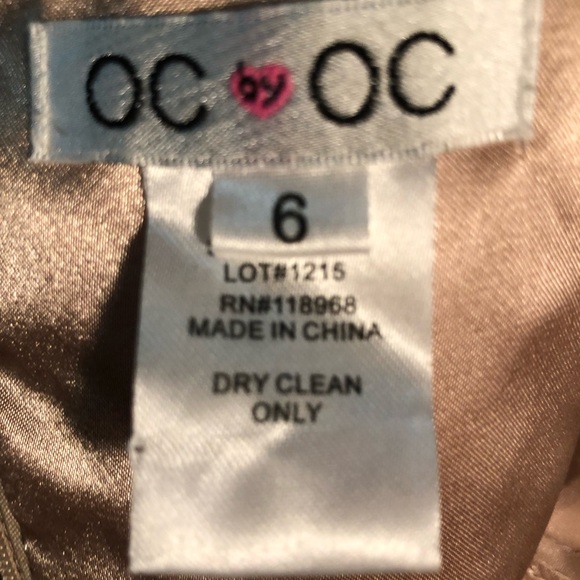 OC by OC
6
LOT#1215
RN#118968
MADE IN CHINA
DRY CLEAN
ONLY